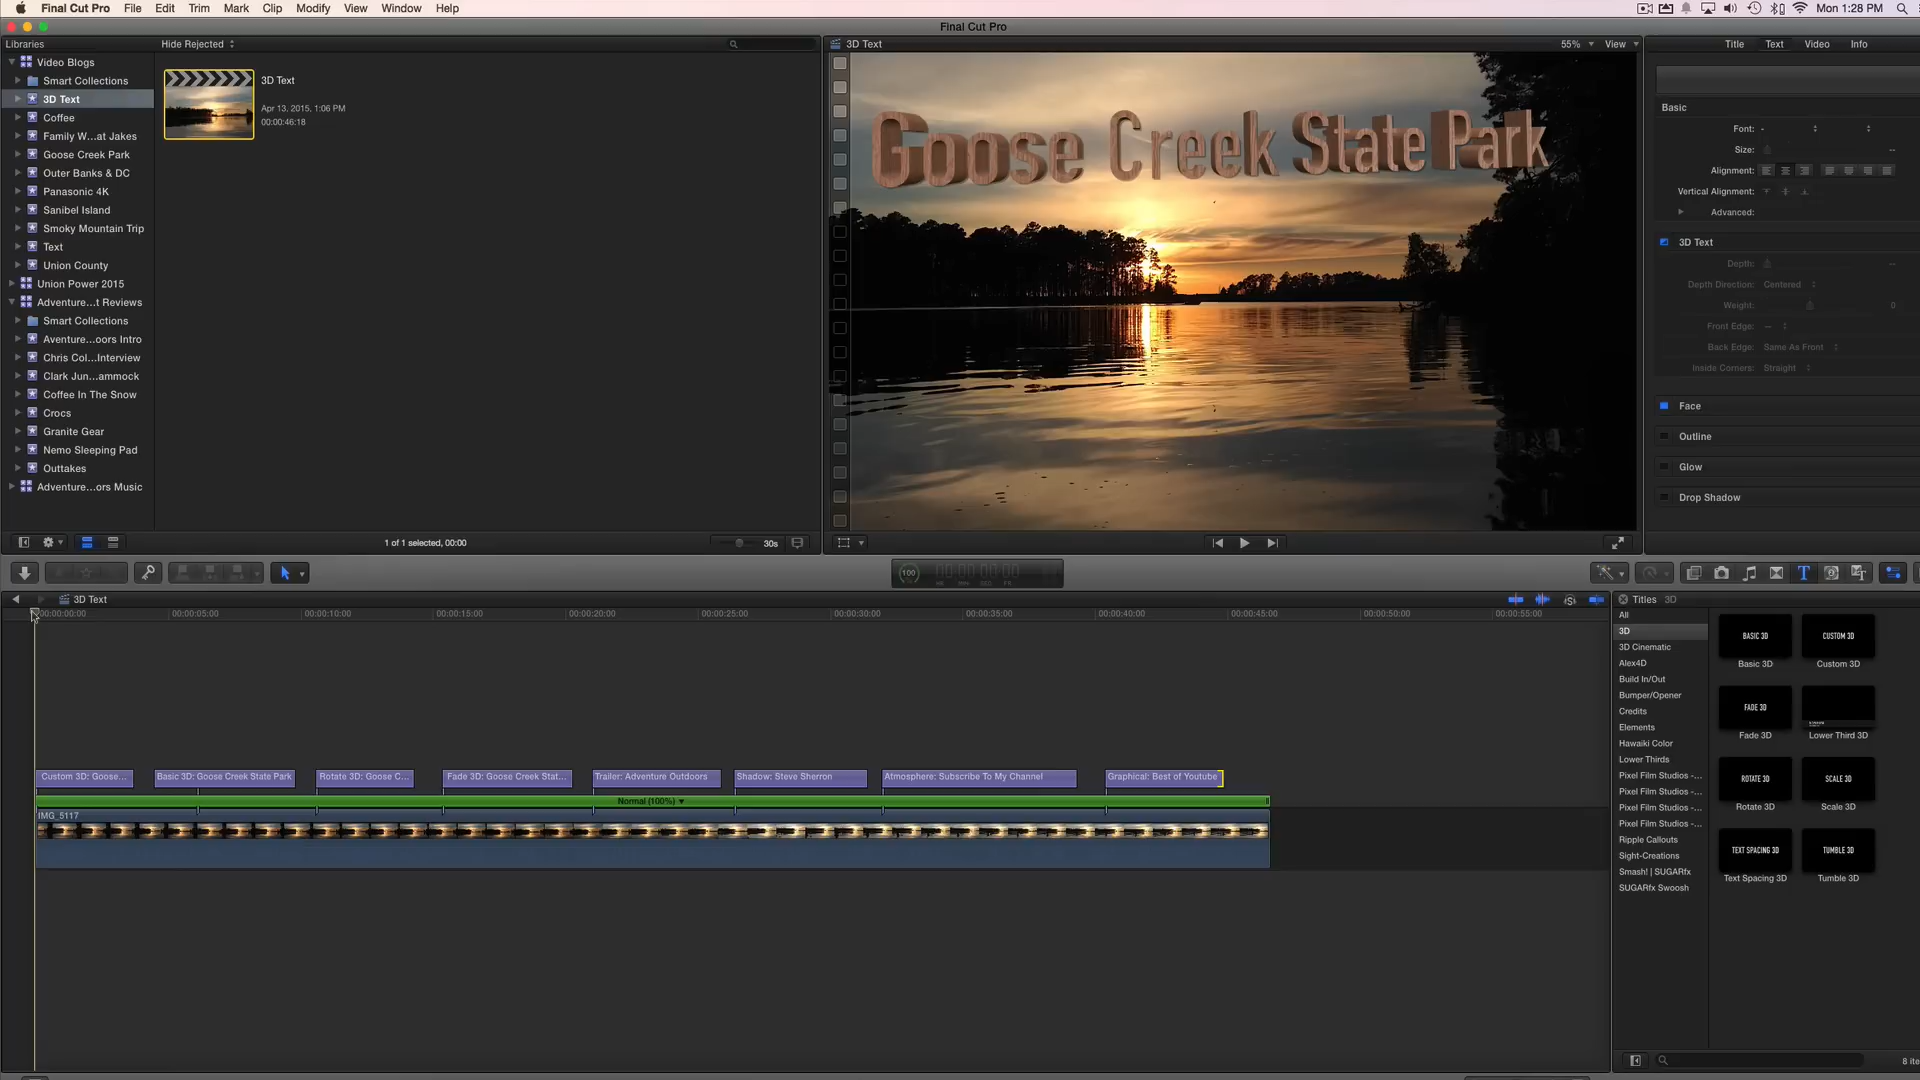 Final Cut Pro File Edit Trim Mark Clip Modify View Window Help Mon 1:28 PM
Final Cut Pro
Libraries
Hide Rejected
Video Blogs
Smart Collections
3D Text
Coffee
Family W...at Jakes
Goose Creek Park
Outer Banks & DC
Panasonic 4K
Sanibel Island
Smoky Mountain Trip
Text
Union County
Union Power 2015
Adventure...t Reviews
Smart Collections
Aventure...oors Intro
Chris Col...Interview
Clark Jun...ammock
Coffee In The Snow
Crocs
Granite Gear
Nemo Sleeping Pad
Outtakes
Adventure...ors Music
3D Text
Apr 13, 2015, 1:06 PM
00:00:46:18
1 of 1 selected, 00:00
30s
3D Text
55% View
Goose Creek State Park
Title Text Video Info
Basic
Font: -
Size: --
Alignment:
Vertical Alignment:
Advanced:
3D Text
Depth: --
Depth Direction: Centered
Weight: 0
Front Edge: --
Back Edge: Same As Front
Inside Corners: Straight
Face
Outline
Glow
Drop Shadow
100
3D Text
00:00:00:00 00:00:05:00 00:00:10:00 00:00:15:00 00:00:20:00 00:00:25:00 00:00:30:00 00:00:35:00 00:00:40:00 00:00:45:00 00:00:50:00 00:00:55:00
Custom 3D: Goose... Basic 3D: Goose Creek State Park Rotate 3D: Goose C... Fade 3D: Goose Creek Stat... Trailer: Adventure Outdoors Shadow: Steve Sherron Atmosphere: Subscribe To My Channel Graphical: Best of Youtube
Normal (100%)
IMG_5117
Titles 3D
All
3D
3D Cinematic
Alex4D
Build In/Out
Bumper/Opener
Credits
Elements
Hawaiki Color
Lower Thirds
Pixel Film Studios -...
Pixel Film Studios -...
Pixel Film Studios -...
Pixel Film Studios -...
Ripple Callouts
Sight-Creations
Smash! | SUGARfx
SUGARfx Swoosh
BASIC 3D CUSTOM 3D
Basic 3D Custom 3D
FADE 3D
Fade 3D Lower Third 3D
ROTATE 3D SCALE 3D
Rotate 3D Scale 3D
TEXT SPACING 3D TUMBLE 3D
Text Spacing 3D Tumble 3D
8 ite